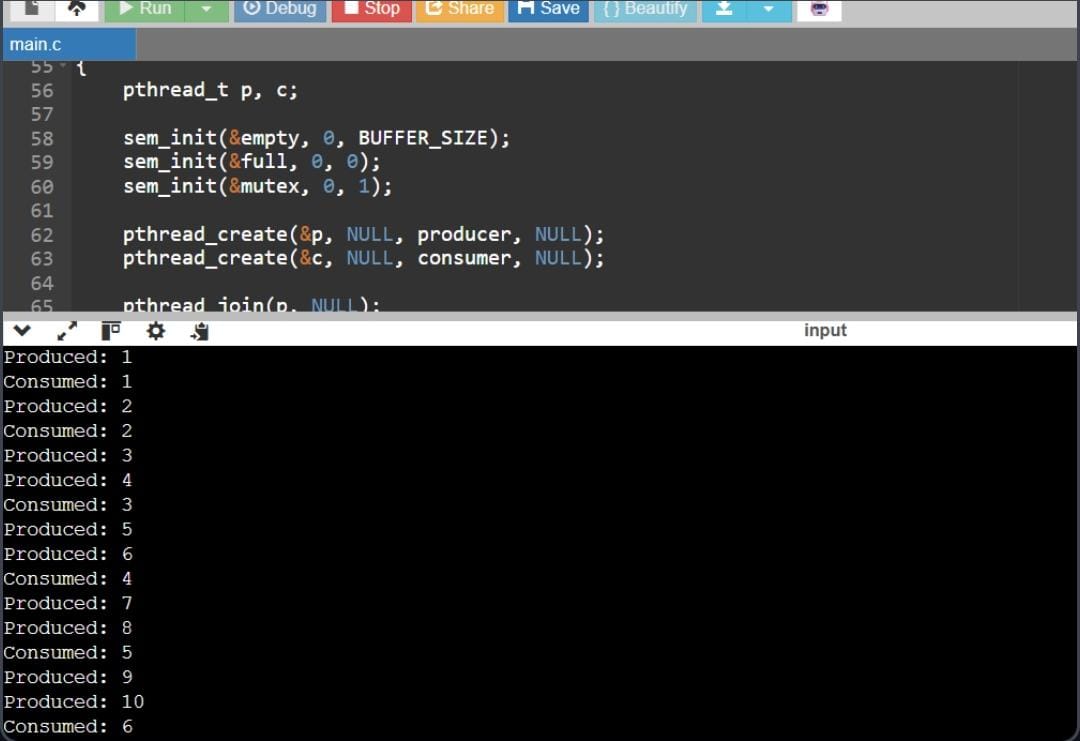 Run Debug Stop Share Save { } Beautify
main.c
55 {
56 pthread_t p, c;
57
58 sem_init(&empty, 0, BUFFER_SIZE);
59 sem_init(&full, 0, 0);
60 sem_init(&mutex, 0, 1);
61
62 pthread_create(&p, NULL, producer, NULL);
63 pthread_create(&c, NULL, consumer, NULL);
64
65 pthread_join(p, NULL);
input
Produced: 1
Consumed: 1
Produced: 2
Consumed: 2
Produced: 3
Produced: 4
Consumed: 3
Produced: 5
Produced: 6
Consumed: 4
Produced: 7
Produced: 8
Consumed: 5
Produced: 9
Produced: 10
Consumed: 6